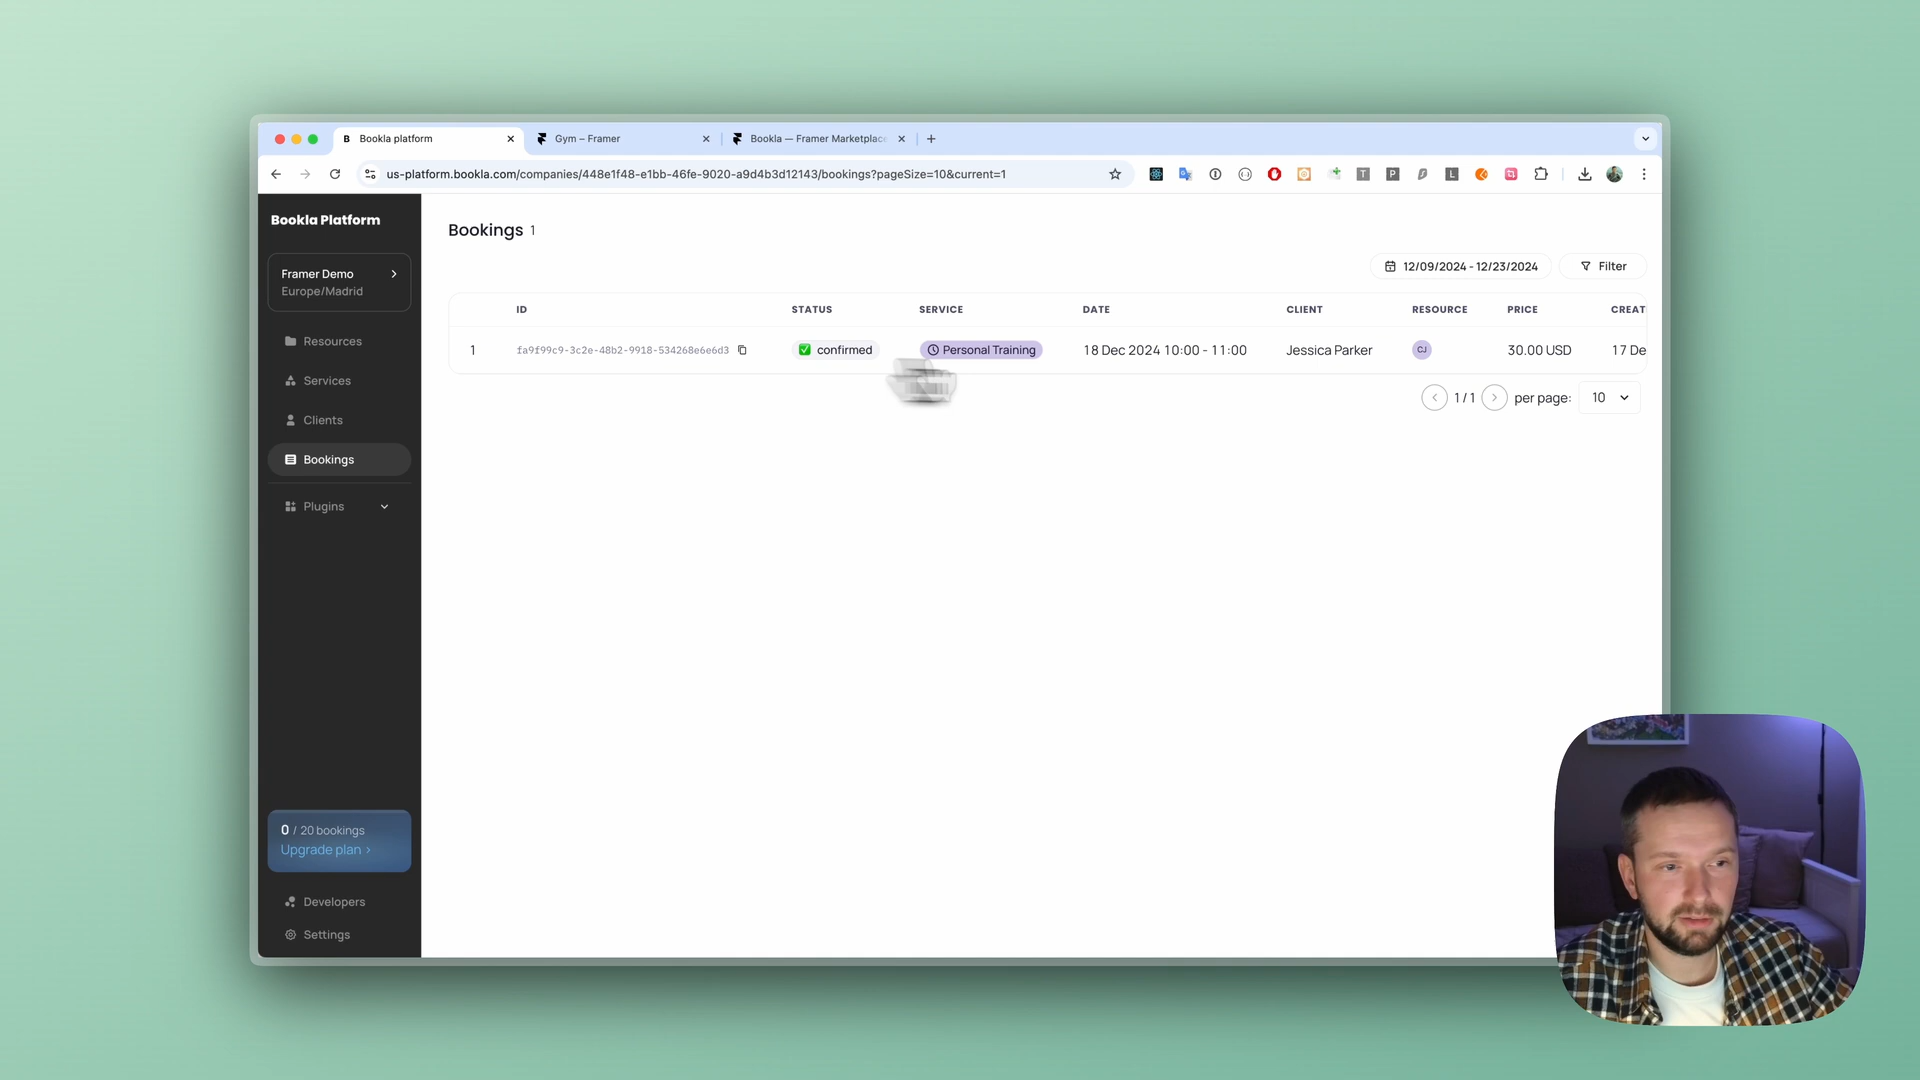 Bookla platform
Gym – Framer
Bookla — Framer Marketplace
us-platform.bookla.com/companies/448e1f48-e1bb-46fe-9020-a9d4b3d12143/bookings?pageSize=10&current=1
Bookla Platform
Framer Demo
Europe/Madrid
Resources
Services
Clients
Bookings
Plugins
0 / 20 bookings
Upgrade plan ›
Developers
Settings
Bookings 1
12/09/2024 - 12/23/2024
Filter
ID STATUS SERVICE DATE CLIENT RESOURCE PRICE CREAT
1 fa9f99c9-3c2e-48b2-9918-534268e6e6d3 ✅ confirmed Personal Training 18 Dec 2024 10:00 - 11:00 Jessica Parker CJ 30.00 USD 17 De
1 / 1 per page: 10